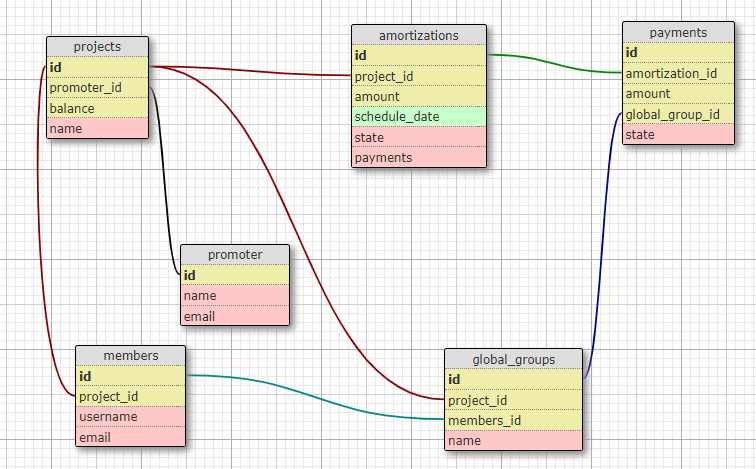 projects
id
promoter_id
balance
name
amortizations
id
project_id
amount
schedule_date
state
payments
payments
id
amortization_id
amount
global_group_id
state
promoter
id
name
email
members
id
project_id
username
email
global_groups
id
project_id
members_id
name